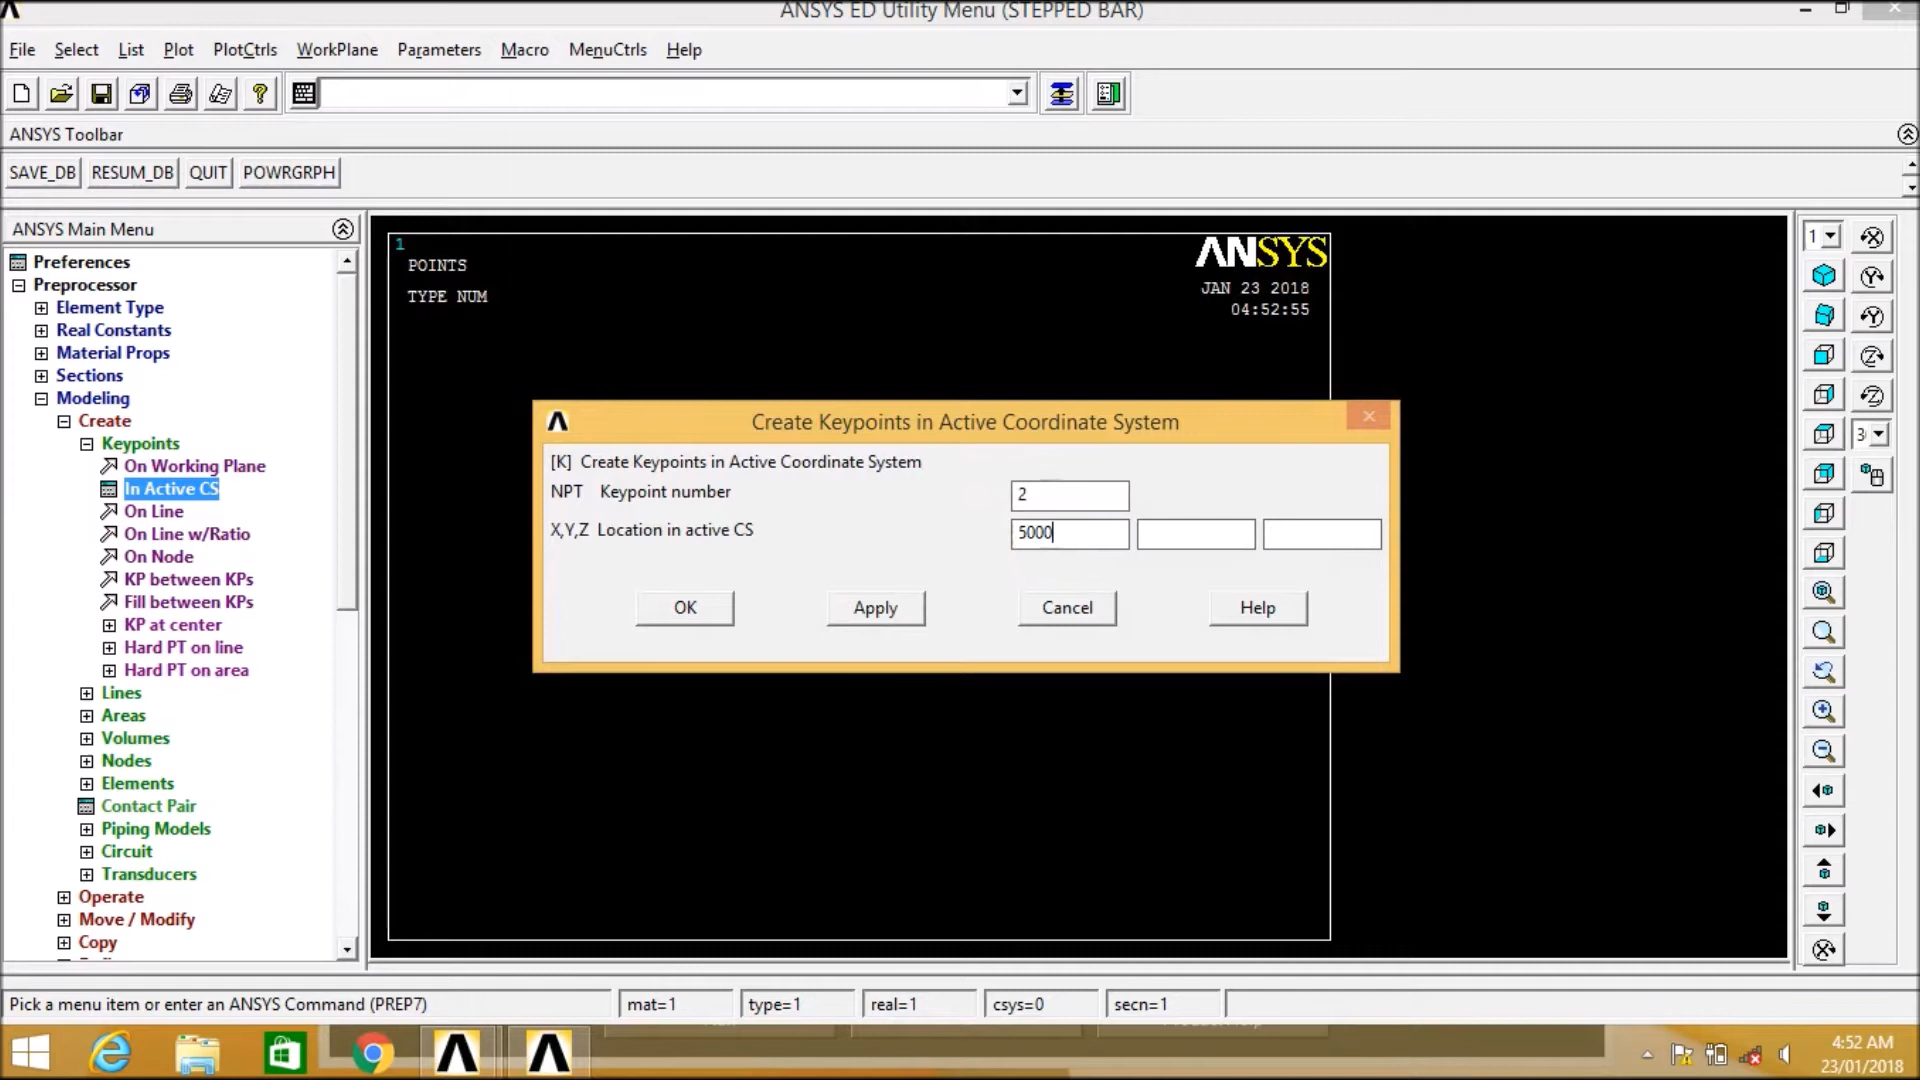 ANSYS ED Utility Menu (STEPPED BAR)
File Select List Plot PlotCtrls WorkPlane Parameters Macro MenuCtrls Help
ANSYS Toolbar
SAVE_DB RESUM_DB QUIT POWRGRPH
ANSYS Main Menu
Preferences
Preprocessor
Element Type
Real Constants
Material Props
Sections
Modeling
Create
Keypoints
On Working Plane
In Active CS
On Line
On Line w/Ratio
On Node
KP between KPs
Fill between KPs
KP at center
Hard PT on line
Hard PT on area
Lines
Areas
Volumes
Nodes
Elements
Contact Pair
Piping Models
Circuit
Transducers
Operate
Move / Modify
Copy
1
POINTS
TYPE NUM
ANSYS
JAN 23 2018
04:52:55
Create Keypoints in Active Coordinate System
[K] Create Keypoints in Active Coordinate System
NPT Keypoint number 2
X,Y,Z Location in active CS 5000
OK Apply Cancel Help
1
3
Pick a menu item or enter an ANSYS Command (PREP7) mat=1 type=1 real=1 csys=0 secn=1
4:52 AM
23/01/2018